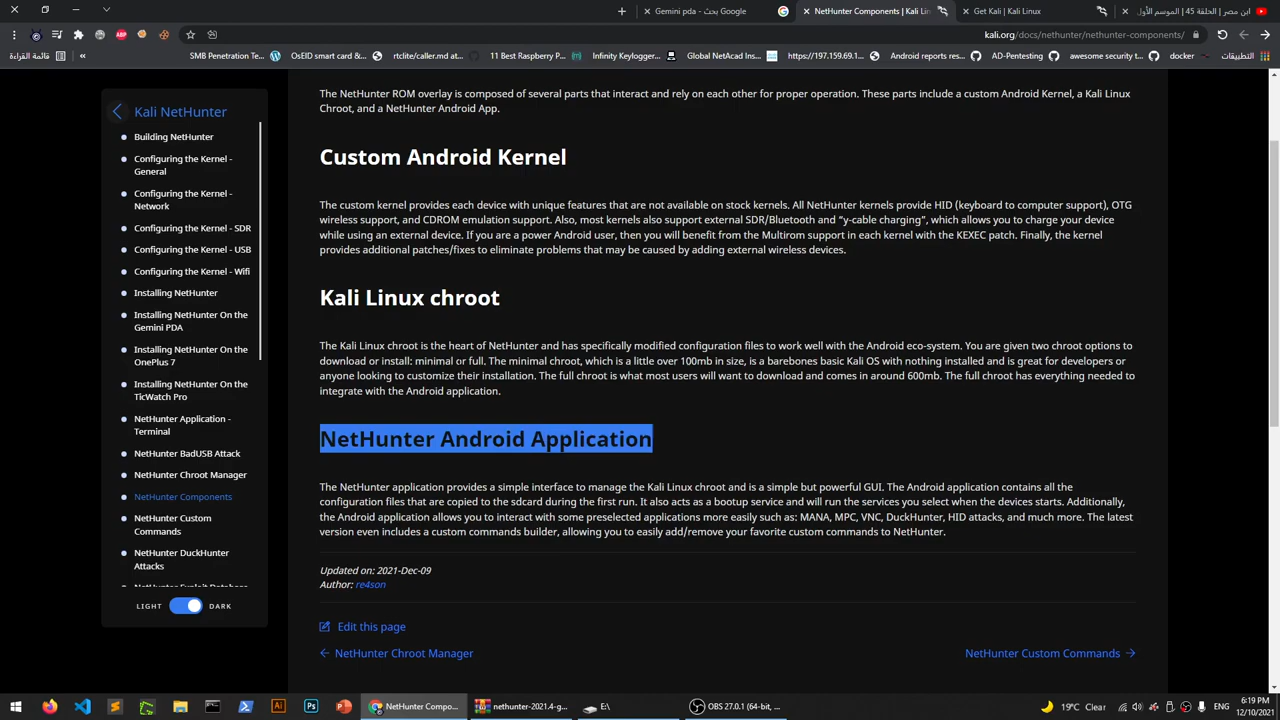 Gemini pda - بحث Google
NetHunter Components | Kali Lin
Get Kali | Kali Linux
ابن مصر | الحلقة 45 | الموسم الأول
kali.org/docs/nethunter/nethunter-components/
قائمة القراءة
SMB Penetration Te...
OsEID smart card &...
rtclite/caller.md at...
11 Best Raspberry P...
Infinity Keylogger...
Global NetAcad Ins...
https://197.159.69.1...
Android reports res...
AD-Pentesting
awesome security t...
docker
التطبيقات
Kali NetHunter
Building NetHunter
Configuring the Kernel -
General
Configuring the Kernel -
Network
Configuring the Kernel - SDR
Configuring the Kernel - USB
Configuring the Kernel - Wifi
Installing NetHunter
Installing NetHunter On the
Gemini PDA
Installing NetHunter On the
OnePlus 7
Installing NetHunter On the
TicWatch Pro
NetHunter Application -
Terminal
NetHunter BadUSB Attack
NetHunter Chroot Manager
NetHunter Components
NetHunter Custom
Commands
NetHunter DuckHunter
Attacks
NetHunter Exploit Database
LIGHT DARK
The NetHunter ROM overlay is composed of several parts that interact and rely on each other for proper operation. These parts include a custom Android Kernel, a Kali Linux
Chroot, and a NetHunter Android App.
Custom Android Kernel
The custom kernel provides each device with unique features that are not available on stock kernels. All NetHunter kernels provide HID (keyboard to computer support), OTG
wireless support, and CDROM emulation support. Also, most kernels also support external SDR/Bluetooth and "y-cable charging", which allows you to charge your device
while using an external device. If you are a power Android user, then you will benefit from the Multirom support in each kernel with the KEXEC patch. Finally, the kernel
provides additional patches/fixes to eliminate problems that may be caused by adding external wireless devices.
Kali Linux chroot
The Kali Linux chroot is the heart of NetHunter and has specifically modified configuration files to work well with the Android eco-system. You are given two chroot options to
download or install: minimal or full. The minimal chroot, which is a little over 100mb in size, is a barebones basic Kali OS with nothing installed and is great for developers or
anyone looking to customize their installation. The full chroot is what most users will want to download and comes in around 600mb. The full chroot has everything needed to
integrate with the Android application.
NetHunter Android Application
The NetHunter application provides a simple interface to manage the Kali Linux chroot and is a simple but powerful GUI. The Android application contains all the
configuration files that are copied to the sdcard during the first run. It also acts as a bootup service and will run the services you select when the devices starts. Additionally,
the Android application allows you to interact with some preselected applications more easily such as: MANA, MPC, VNC, DuckHunter, HID attacks, and much more. The latest
version even includes a custom commands builder, allowing you to easily add/remove your favorite custom commands to NetHunter.
Updated on: 2021-Dec-09
Author: re4son
Edit this page
NetHunter Chroot Manager
NetHunter Custom Commands
NetHunter Compo...
nethunter-2021.4-g...
E:\
OBS 27.0.1 (64-bit, ...
19°C Clear
ENG
6:19 PM
12/10/2021